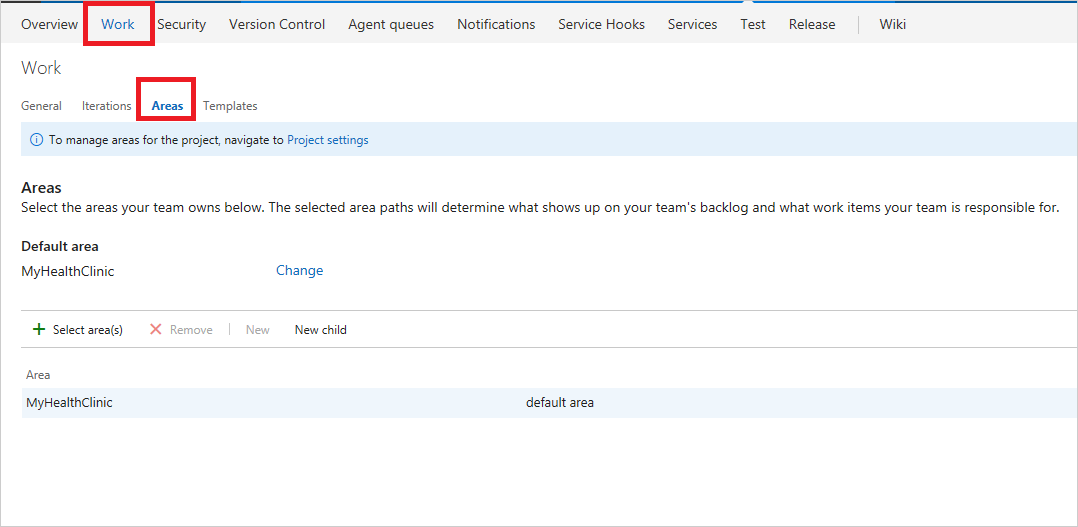 Overview Work Security Version Control Agent queues Notifications Service Hooks Services Test Release Wiki
Work
General Iterations Areas Templates
To manage areas for the project, navigate to Project settings
Areas
Select the areas your team owns below. The selected area paths will determine what shows up on your team's backlog and what work items your team is responsible for.
Default area
MyHealthClinic Change
Select area(s) Remove New New child
Area
MyHealthClinic default area